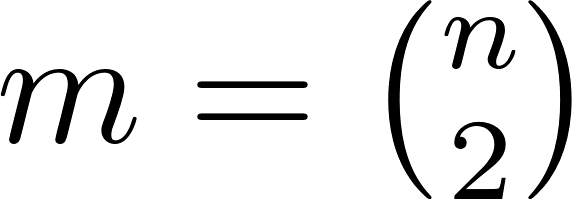 m = \binom{n}{2}